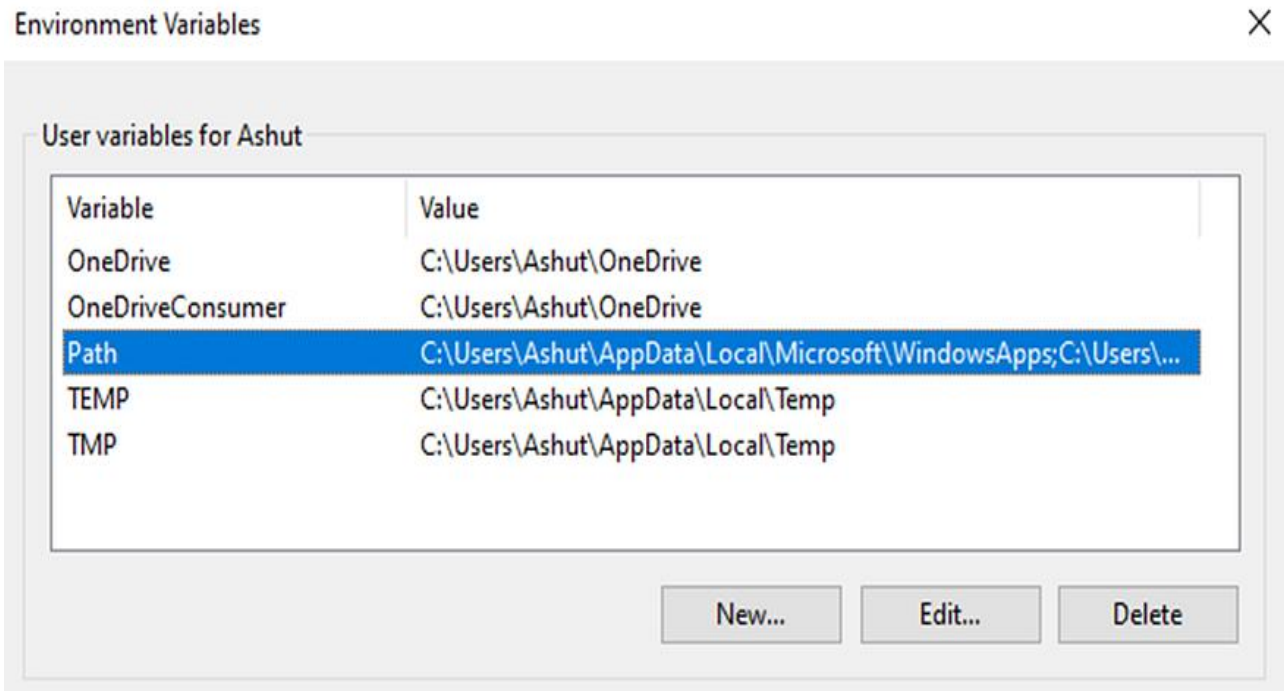 Environment Variables
User variables for Ashut
Variable Value
OneDrive C:\Users\Ashut\OneDrive
OneDriveConsumer C:\Users\Ashut\OneDrive
Path C:\Users\Ashut\AppData\Local\Microsoft\WindowsApps;C:\Users\...
TEMP C:\Users\Ashut\AppData\Local\Temp
TMP C:\Users\Ashut\AppData\Local\Temp
New... Edit... Delete